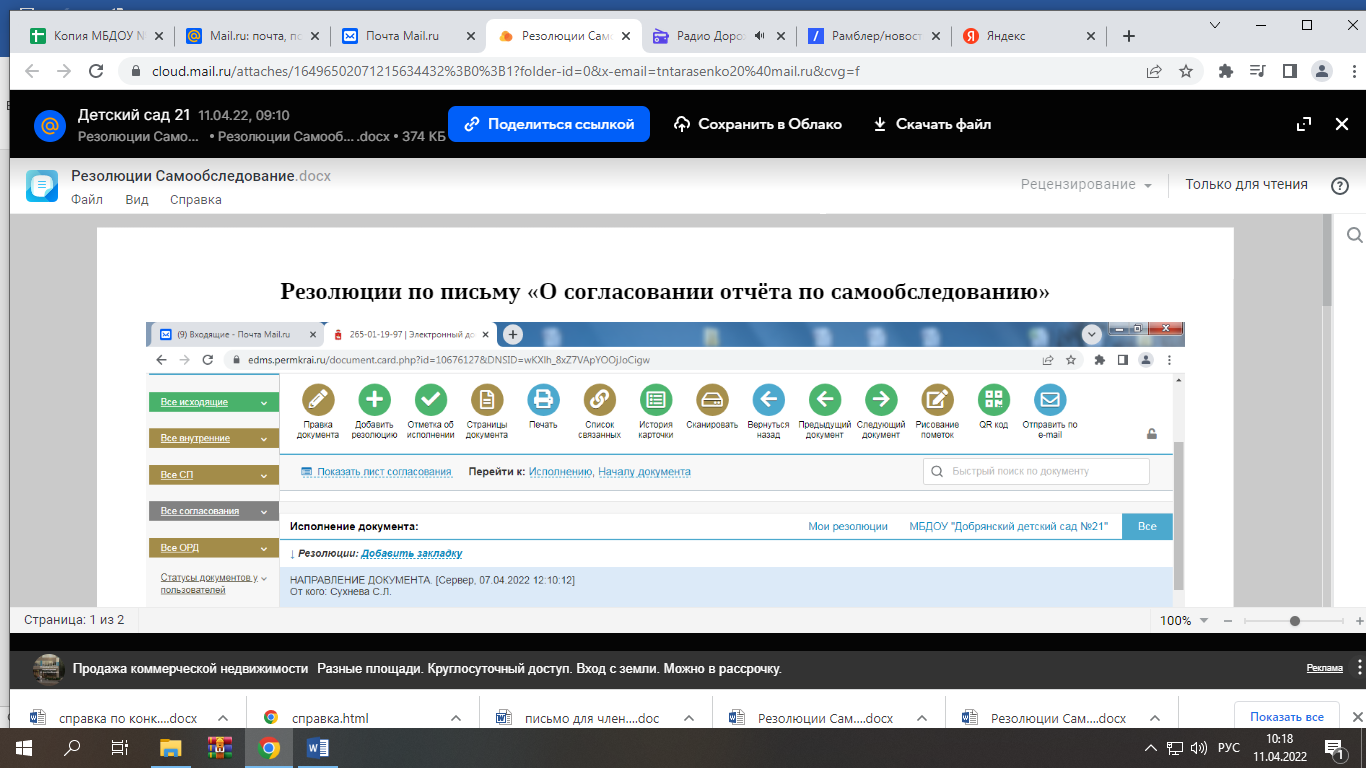 Копия МБДОУ N
Mail.ru: почта, по
Почта Mail.ru
Резолюции Само
Радио Дорож
Рамблер/новост
Яндекс
cloud.mail.ru/attaches/16496502071215634432%3B0%3B1?folder-id=0&x-email=tntarasenko20%40mail.ru&cvg=f
Детский сад 21 11.04.22, 09:10
Резолюции Само... • Резолюции Самооб... .docx • 374 КБ
Поделиться ссылкой
Сохранить в Облако
Скачать файл
Резолюции Самообследование.docx
Файл Вид Справка
Рецензирование
Только для чтения
Резолюции по письму «О согласовании отчёта по самообследованию»
(9) Входящие - Почта Mail.ru
265-01-19-97 | Электронный до
edms.permkrai.ru/document.card.php?id=10676127&DNSID=wKXlh_8xZ7VApYOOjJoCigw
Все исходящие
Все внутренние
Все СП
Все согласования
Все ОРД
Статусы документов у
пользователей
Правка
документа
Добавить
резолюцию
Отметка об
исполнении
Страницы
документа
Печать
Список
связанных
История
карточки
Сканировать
Вернуться
назад
Предыдущий
документ
Следующий
документ
Рисование
пометок
QR код
Отправить по
e-mail
Показать лист согласования
Перейти к: Исполнению, Началу документа
Быстрый поиск по документу
Исполнение документа:
Мои резолюции
МБДОУ "Добрянский детский сад №21"
Все
↓ Резолюции: Добавить закладку
НАПРАВЛЕНИЕ ДОКУМЕНТА. [Сервер, 07.04.2022 12:10:12]
От кого: Сухнева С.Л.
Страница: 1 из 2
100%
Продажа коммерческой недвижимости Разные площади. Круглосуточный доступ. Вход с земли. Можно в рассрочку.
Реклама
справка по конк....docx
справка.html
письмо для член....doc
Резолюции Сам....docx
Резолюции Сам....docx
Показать все
РУС
10:18
11.04.2022
1